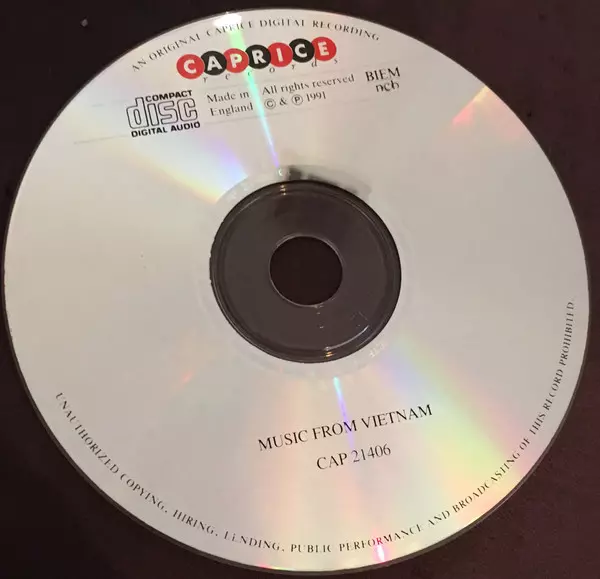 AN ORIGINAL CAPRICE DIGITAL RECORDING
CAPRICE
records
COMPACT
disc
DIGITAL AUDIO
Made in
England
All rights reserved
© & ℗ 1991
BIEM
ncb
MUSIC FROM VIETNAM
CAP 21406
UNAUTHORIZED COPYING, HIRING, LENDING, PUBLIC PERFORMANCE AND BROADCASTING OF THIS RECORD PROHIBITED.